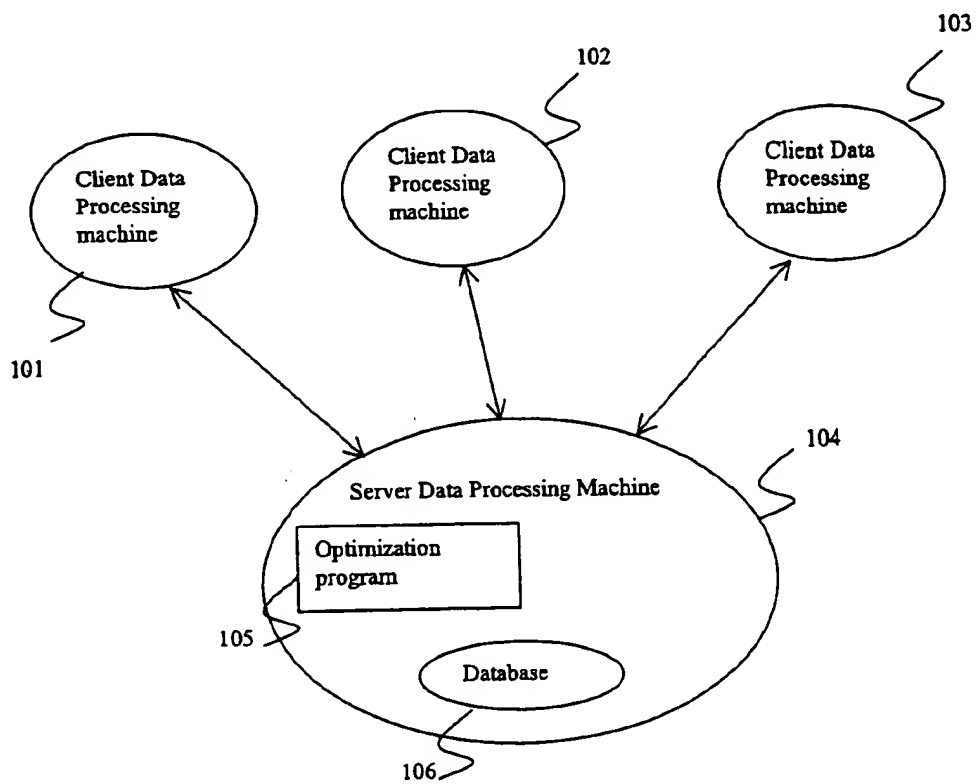 103
102
Client Data
Processing
machine
Client Data
Processing
machine
Client Data
Processing
machine
101
104
Server Data Processing Machine
Optimization
program
105
Database
106